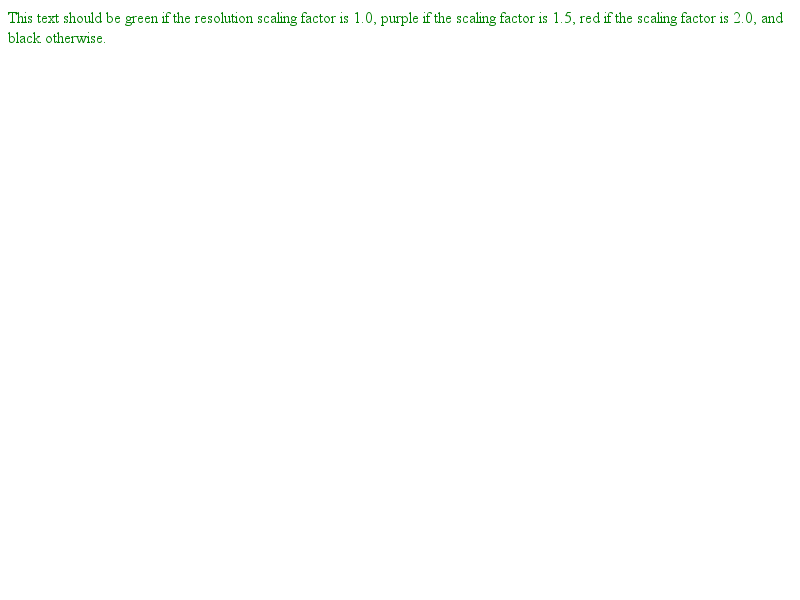 This text should be green if the resolution scaling factor is 1.0, purple if the scaling factor is 1.5, red if the scaling factor is 2.0, and
black otherwise.